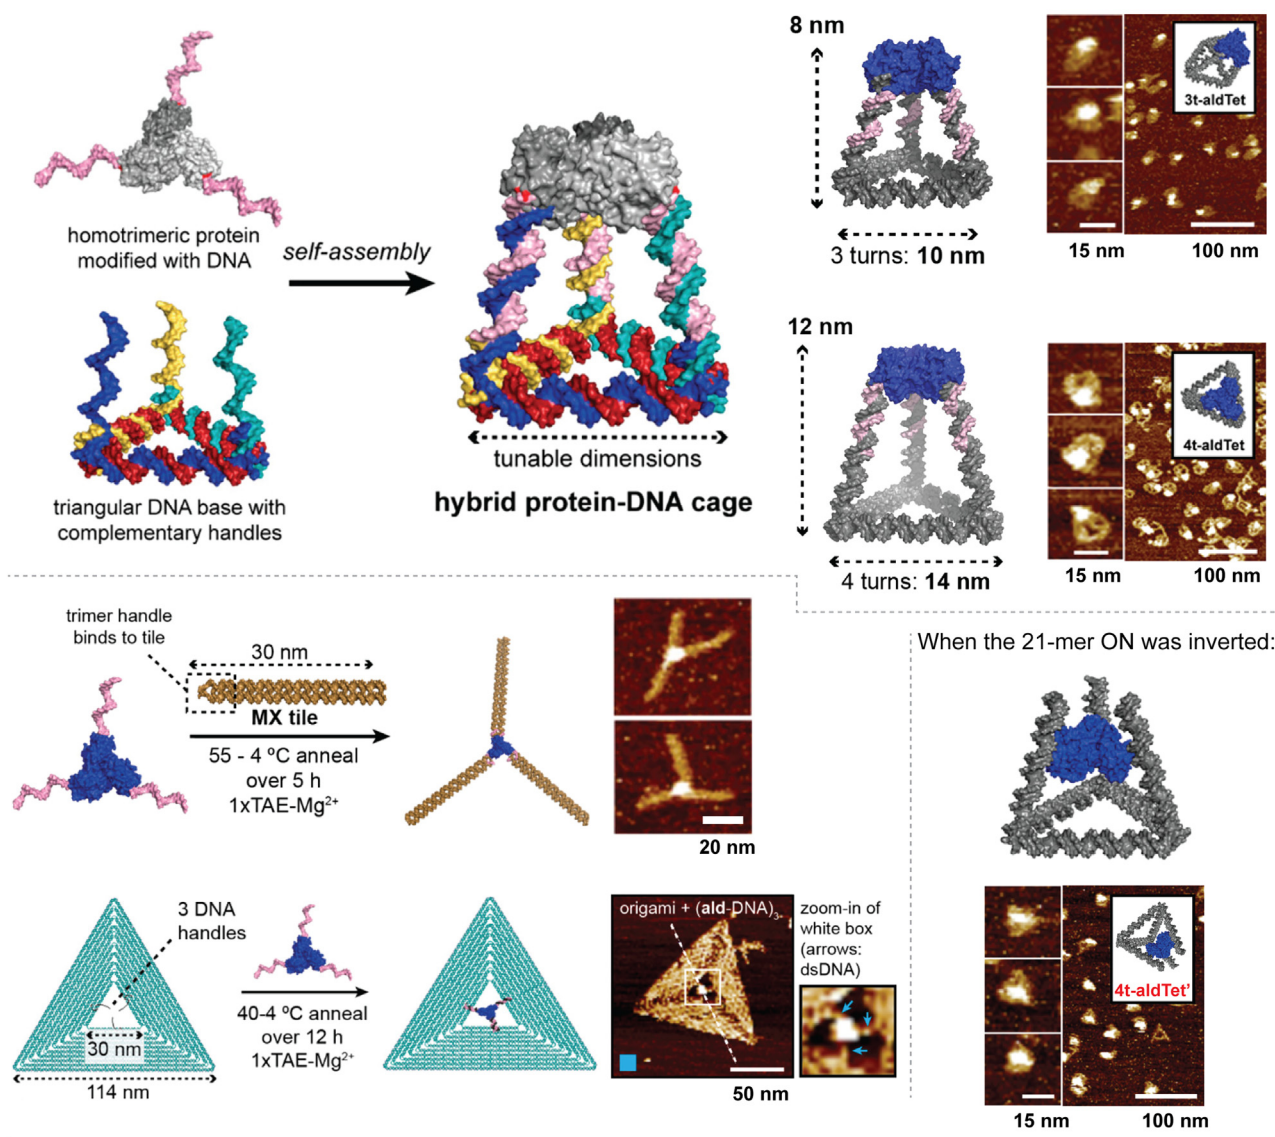 homotrimeric protein
modified with DNA
self-assembly
triangular DNA base with
complementary handles
tunable dimensions
hybrid protein-DNA cage
8 nm
3 turns: 10 nm
3t-aldTet
15 nm
100 nm
12 nm
4 turns: 14 nm
4t-aldTet
15 nm
100 nm
trimer handle
binds to tile
30 nm
MX tile
55 - 4 ºC anneal
over 5 h
1xTAE-Mg²⁺
20 nm
3 DNA
handles
30 nm
114 nm
40-4 ºC anneal
over 12 h
1xTAE-Mg²⁺
origami + (ald-DNA)₃
50 nm
zoom-in of
white box
(arrows:
dsDNA)
When the 21-mer ON was inverted:
4t-aldTet'
15 nm
100 nm